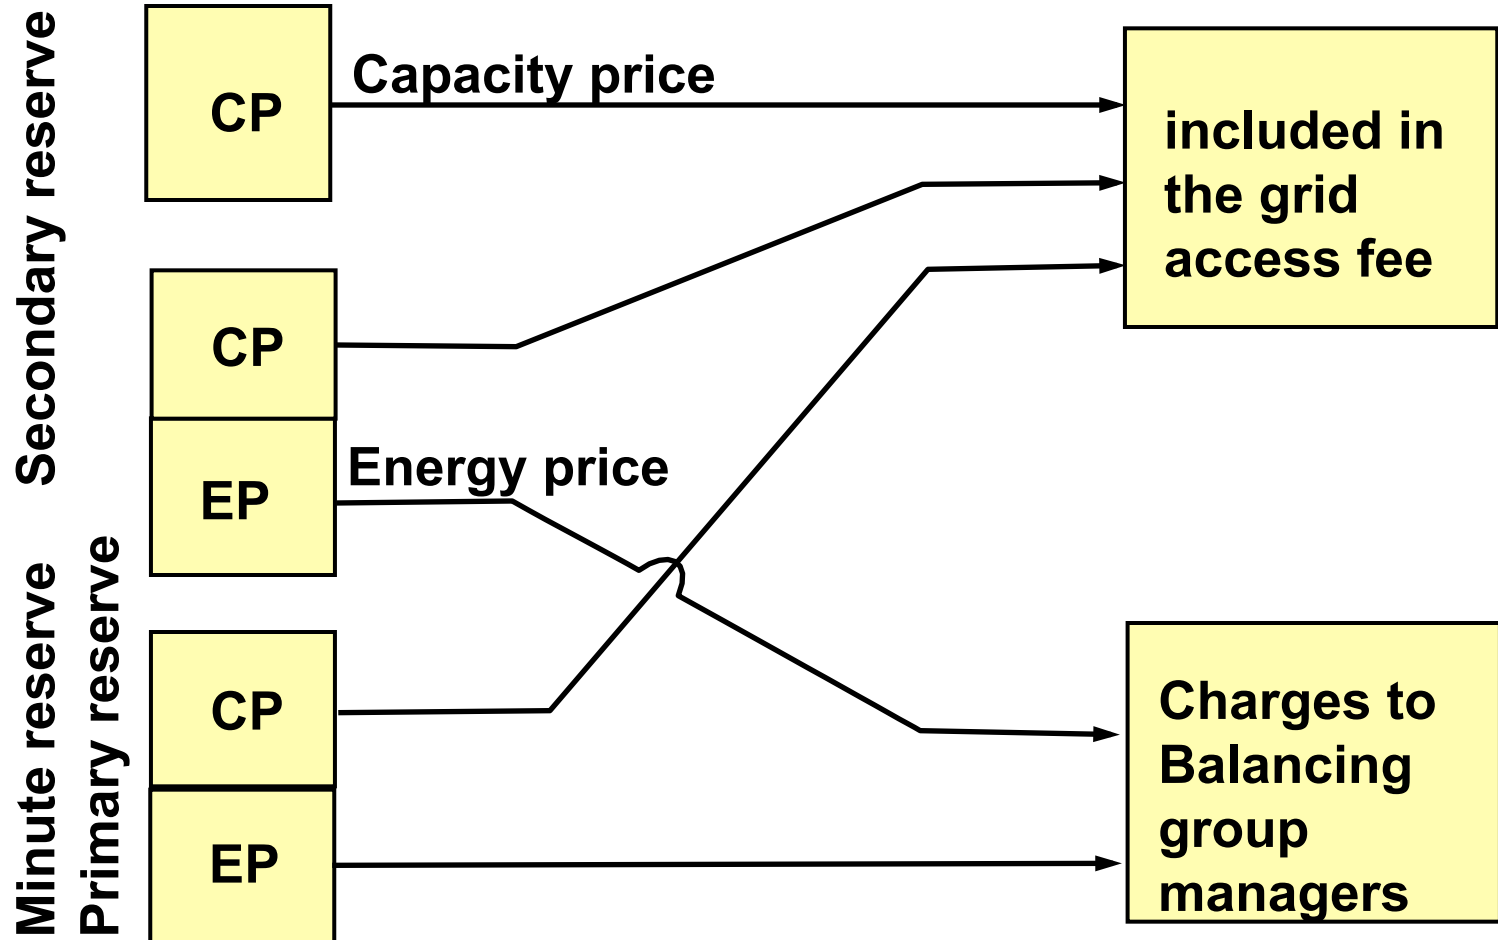 Secondary reserve
Minute reserve
Primary reserve
CP
Capacity price
CP
EP
Energy price
CP
EP
included in
the grid
access fee
Charges to
Balancing
group
managers